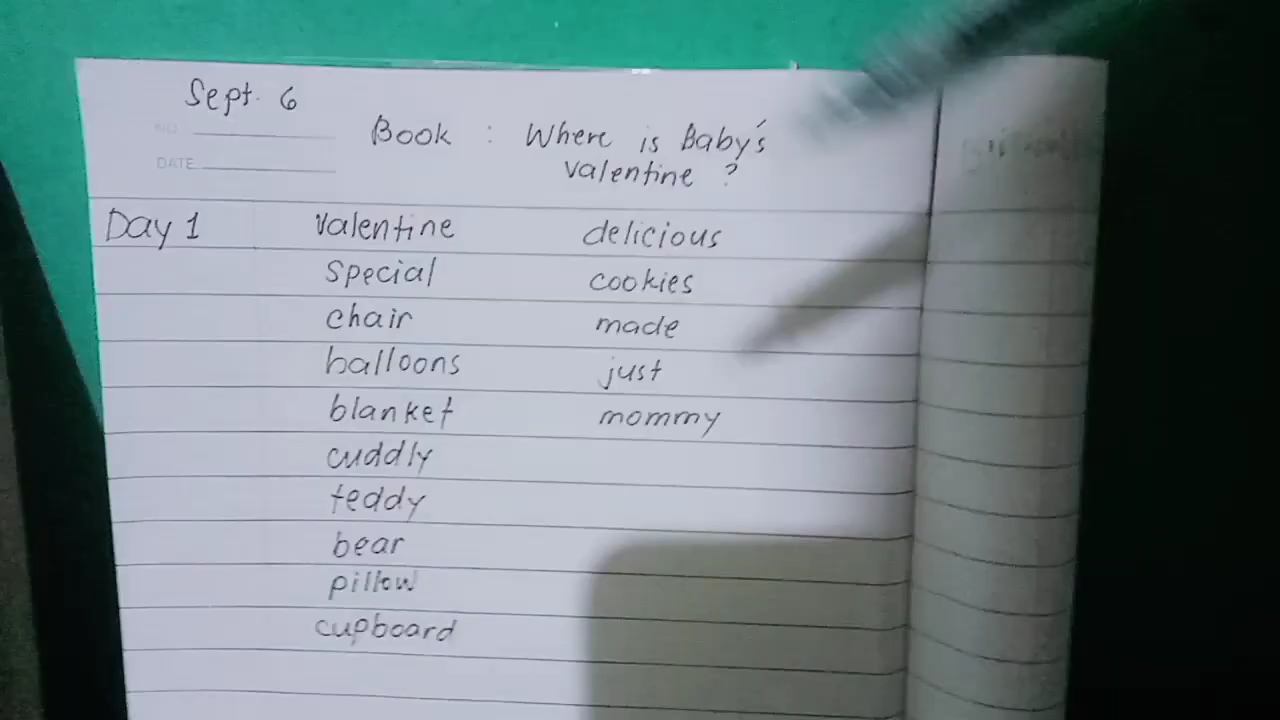 Sept. 6
NO.
DATE
Book : Where is Baby's
Valentine ?
Day 1
Valentine delicious
special cookies
chair made
balloons just
blanket mommy
cuddly
teddy
bear
pillow
cupboard